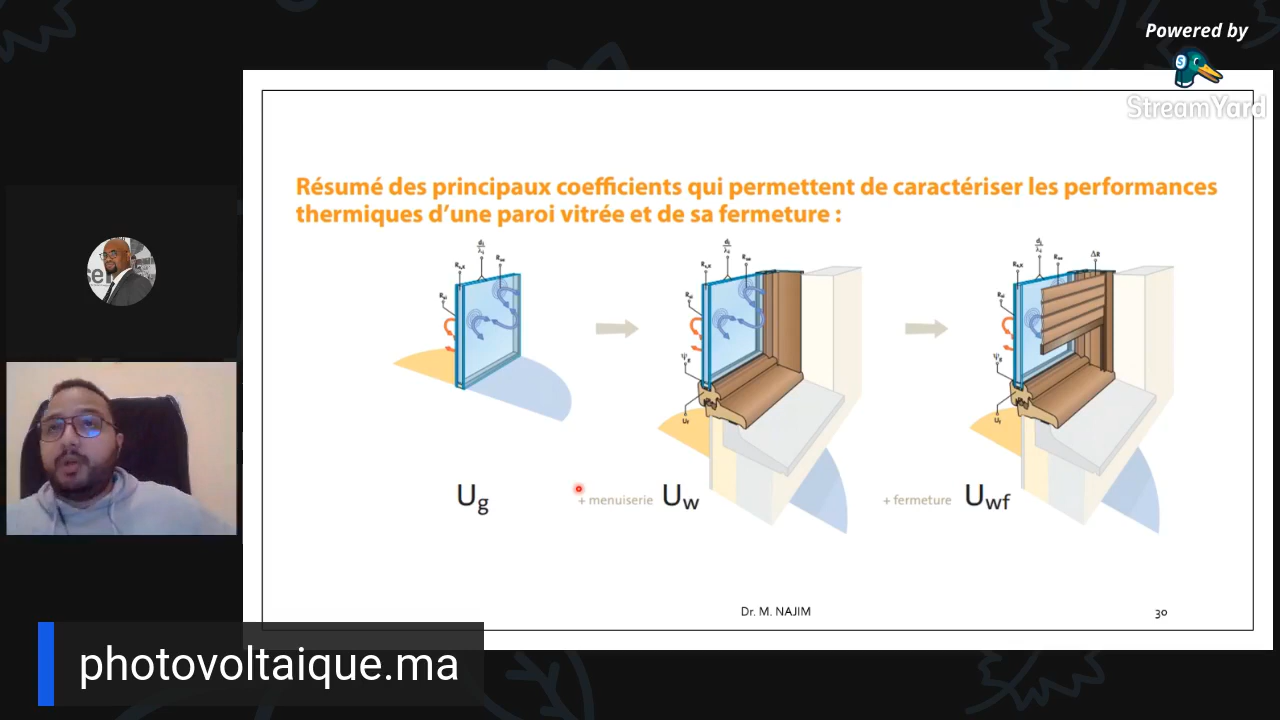 Powered by
StreamYard
Résumé des principaux coefficients qui permettent de caractériser les performances
thermiques d'une paroi vitrée et de sa fermeture :
Ug
+ menuiserie Uw
+ fermeture Uwf
ΔR
Dr. M. NAJIM
30
photovoltaique.ma